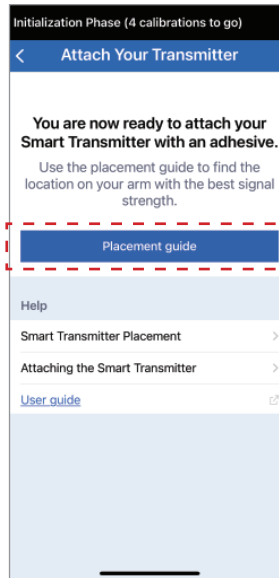 Initialization Phase (4 calibrations to go)
Attach Your Transmitter
You are now ready to attach your
Smart Transmitter with an adhesive.
Use the placement guide to find the
location on your arm with the best signal
strength.
Placement guide
Help
Smart Transmitter Placement
Attaching the Smart Transmitter
User guide